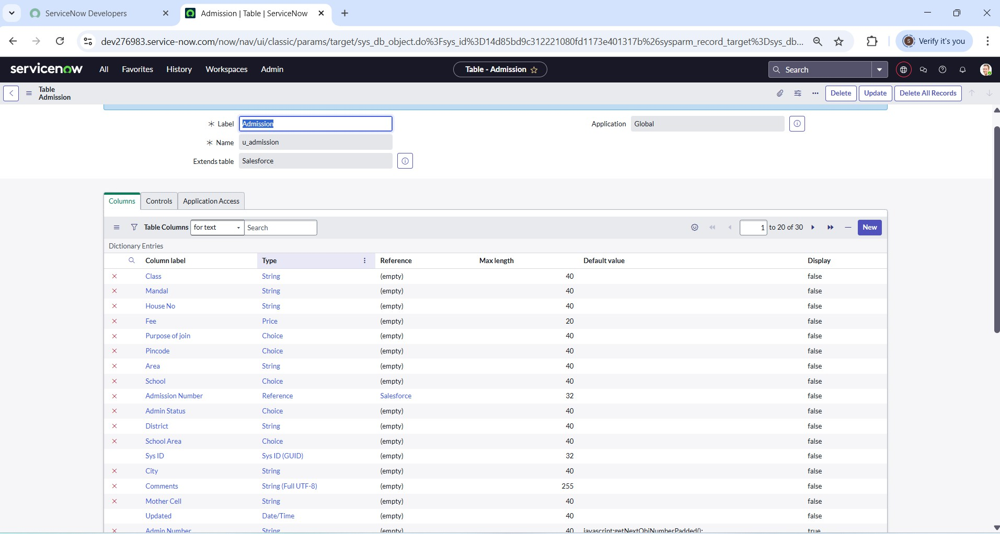 ServiceNow Developers
Admission | Table | ServiceNow
dev276983.service-now.com/now/nav/ui/classic/params/target/sys_db_object.do%3Fsys_id%3D14d85bd9c312221080fd1173e401317b%26sysparm_record_target%3Dsys_db...
S Verify it's you
servicenow All Favorites History Workspaces Admin Table - Admission Search
Table
Admission
Delete Update Delete All Records
Label Admission Application Global
Name u_admission
Extends table Salesforce
Columns Controls Application Access
Table Columns for text Search 1 to 20 of 30 New
Dictionary Entries
Column label Type Reference Max length Default value Display
Class String (empty) 40 false
Mandal String (empty) 40 false
House No String (empty) 40 false
Fee Price (empty) 20 false
Purpose of join Choice (empty) 40 false
Pincode Choice (empty) 40 false
Area String (empty) 40 false
School Choice (empty) 40 false
Admission Number Reference Salesforce 32 false
Admin Status Choice (empty) 40 false
District String (empty) 40 false
School Area Choice (empty) 40 false
Sys ID Sys ID (GUID) (empty) 32 false
City String (empty) 40 false
Comments String (Full UTF-8) (empty) 255 false
Mother Cell String (empty) 40 false
Updated Date/Time (empty) 40 false
Admin Number String (empty) 40 javascript:getNextObjNumberPadded(); true